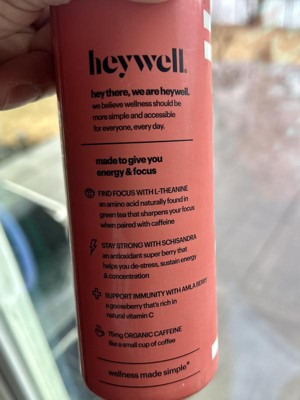 heywell.
hey there, we are heywell.
we believe wellness should be
more simple and accessible
for everyone, every day.
made to give you
energy & focus
FIND FOCUS WITH L-THEANINE
an amino acid naturally found in
green tea that sharpens your focus
when paired with caffeine
STAY STRONG WITH SCHISANDRA
an antioxidant super berry that
helps you de-stress, sustain energy
& concentration
SUPPORT IMMUNITY WITH AMLA BERRY
a gooseberry that's rich in
natural vitamin C
75mg ORGANIC CAFFEINE
like a small cup of coffee
wellness made simple